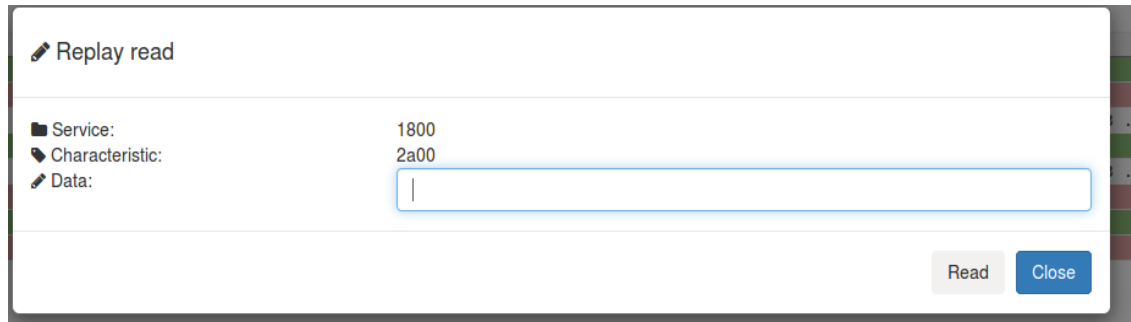 Replay read
Service: 1800
Characteristic: 2a00
Data:
Read Close